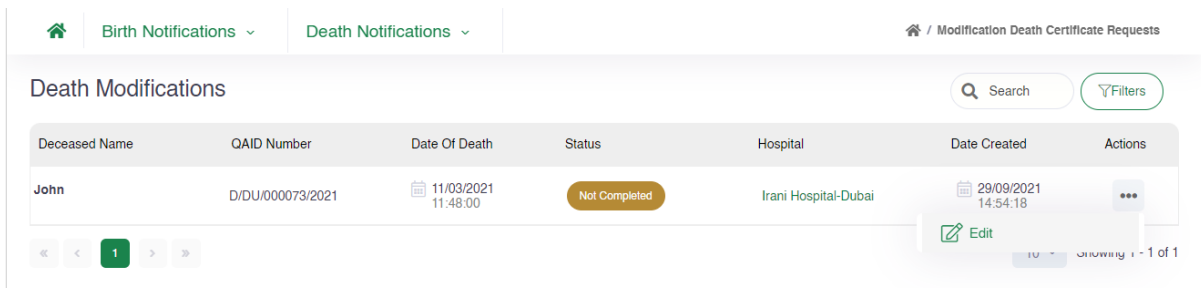 Birth Notifications
Death Notifications
/ Modification Death Certificate Requests
Death Modifications
Search
Filters
Deceased Name QAID Number Date Of Death Status Hospital Date Created Actions
John D/DU/000073/2021 11/03/2021 Not Completed Irani Hospital-Dubai 29/09/2021
11:48:00 14:54:18
Edit
« < 1 > » 10 Showing 1 - 1 of 1